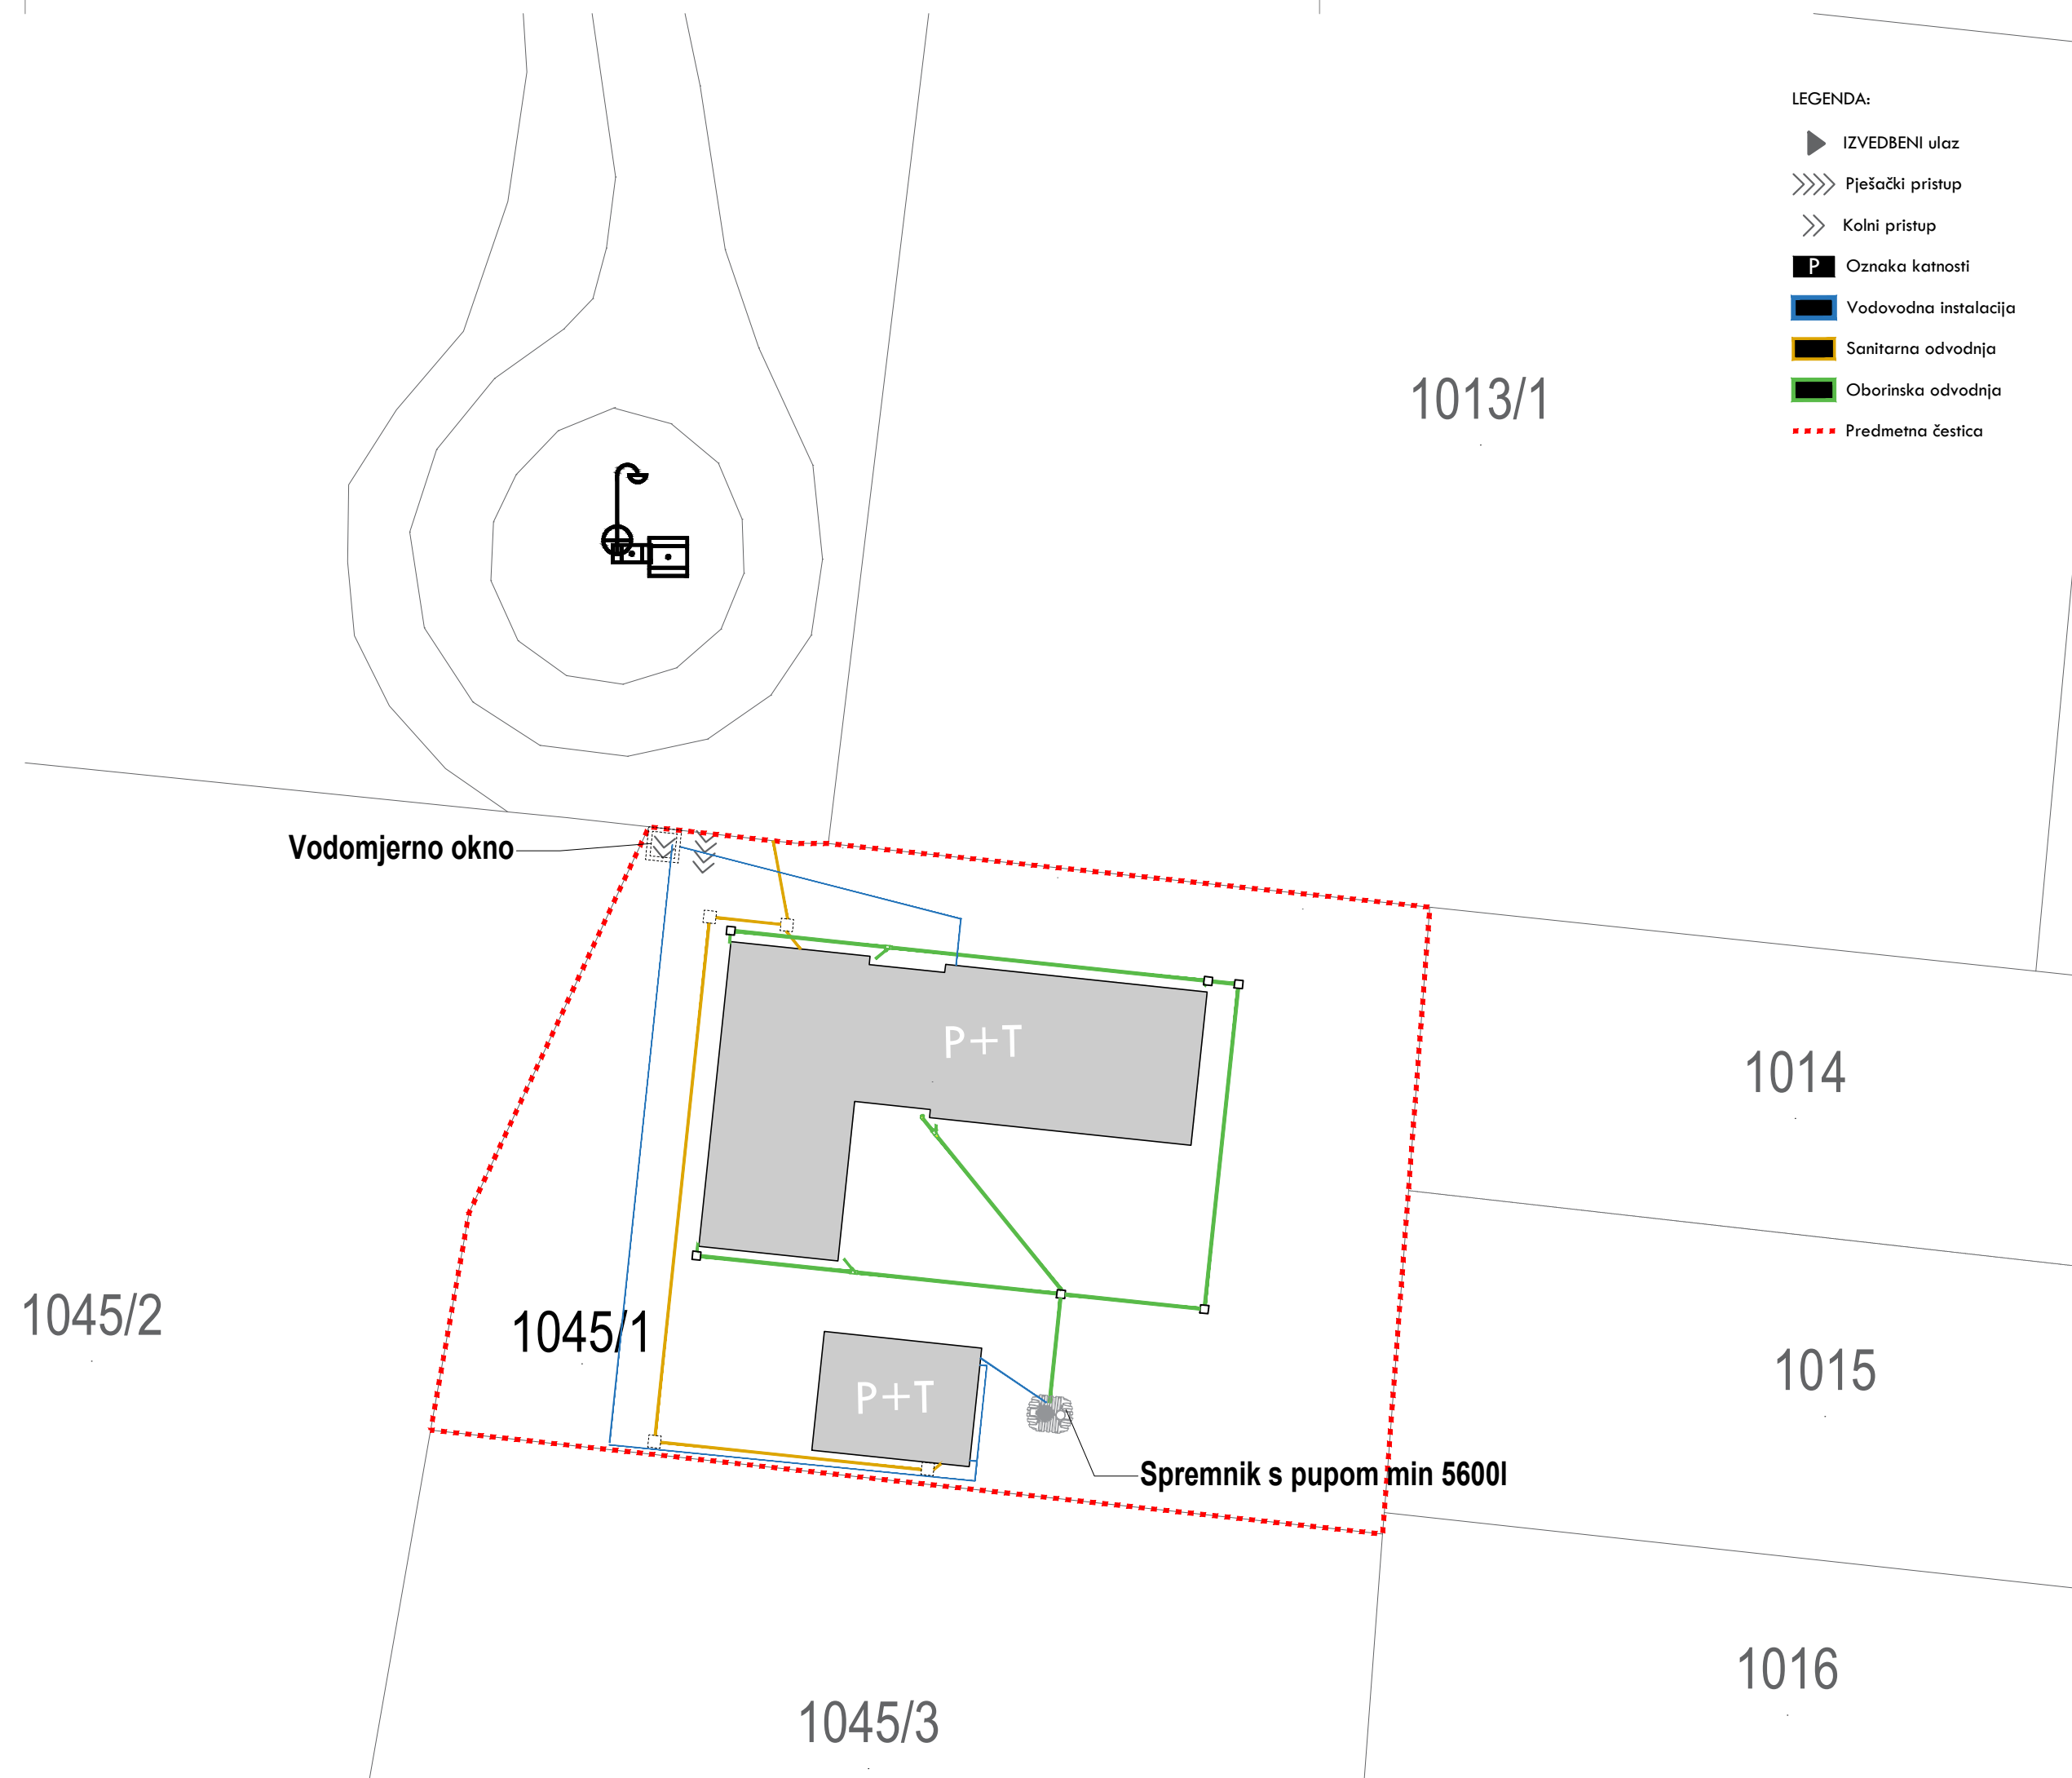 LEGENDA:
IZVEDBENI ulaz
Pješački pristup
Kolni pristup
P Oznaka katnosti
Vodovodna instalacija
Sanitarna odvodnja
Oborinska odvodnja
Predmetna čestica
1013/1
Vodomjerno okno
P+T
1014
1045/2
1045/1
1015
P+T
Spremnik s pupom min 5600l
1016
1045/3